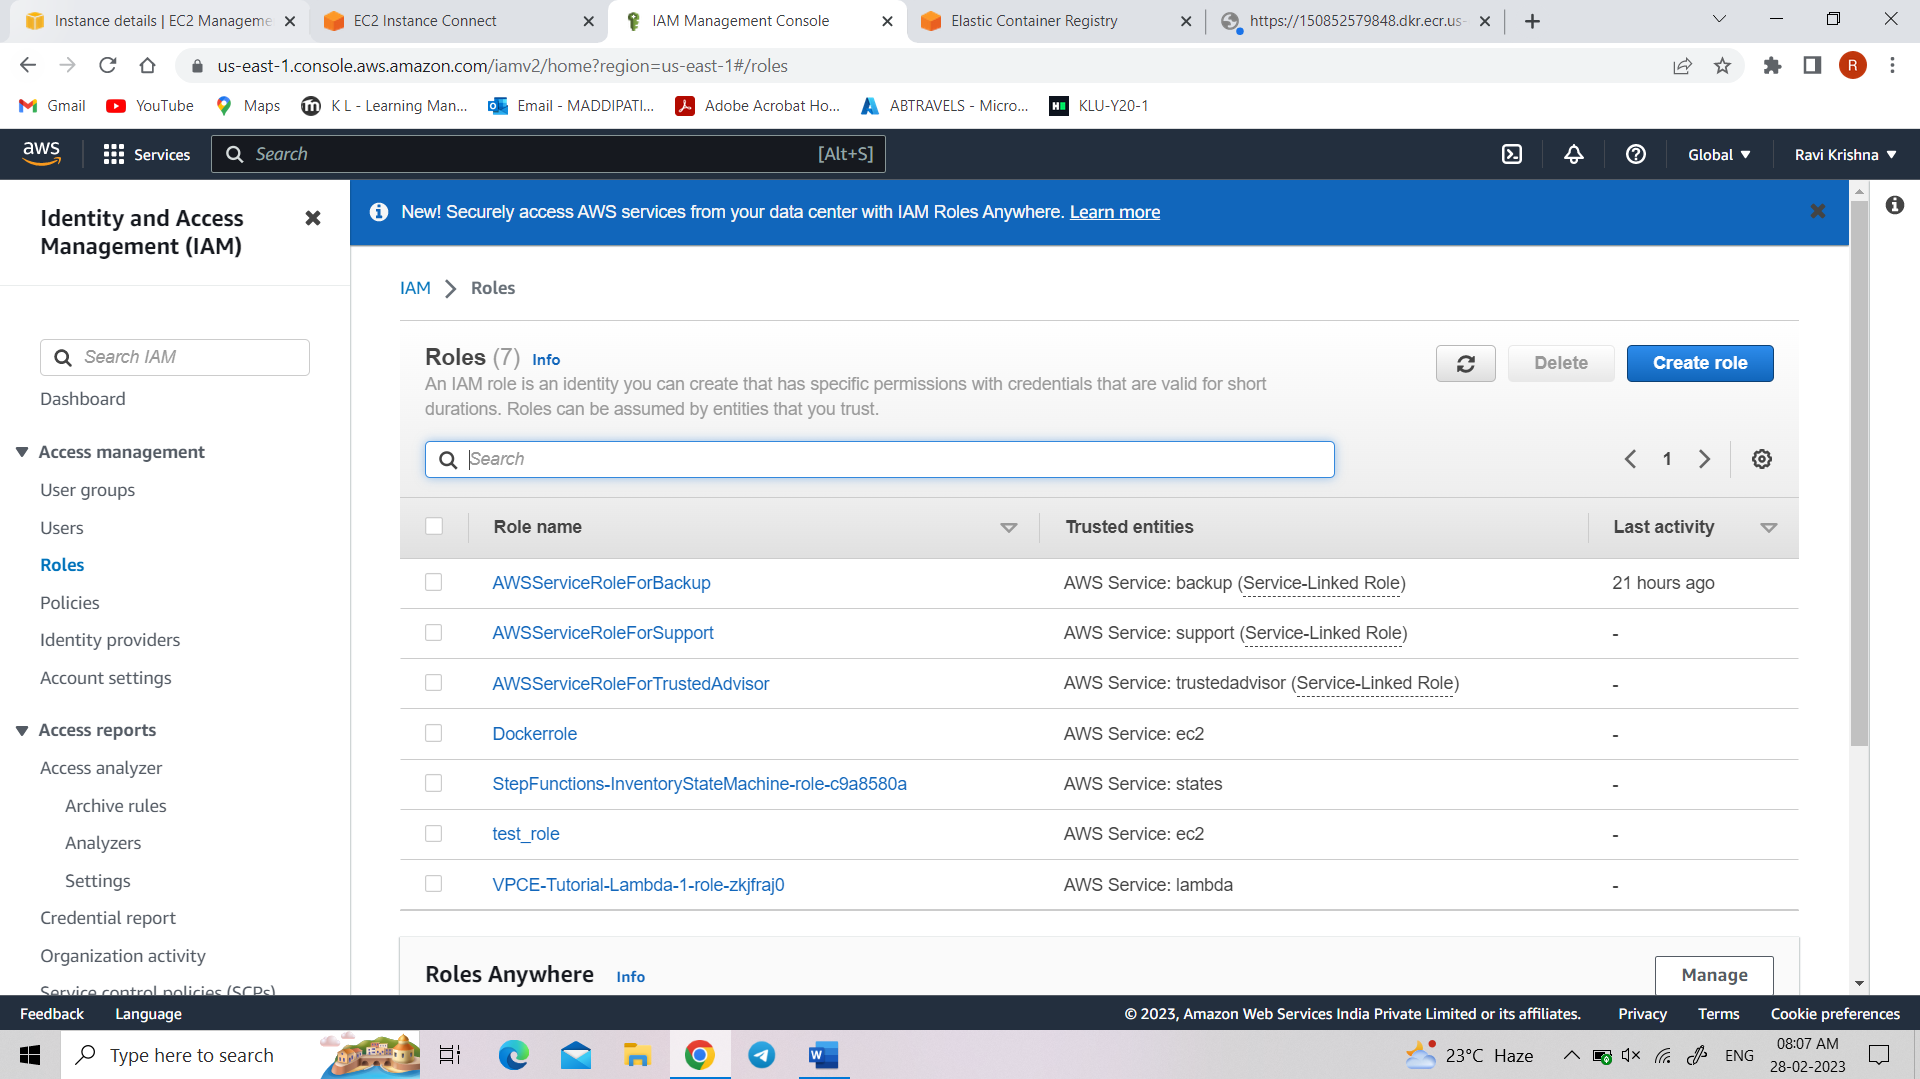 Instance details | EC2 Manageme
EC2 Instance Connect
IAM Management Console
Elastic Container Registry
https://150852579848.dkr.ecr.us-
us-east-1.console.aws.amazon.com/iamv2/home?region=us-east-1#/roles
R
Gmail
YouTube
Maps
K L - Learning Man...
Email - MADDIPATI...
Adobe Acrobat Ho...
ABTRAVELS - Micro...
KLU-Y20-1
aws
Services
Search
[Alt+S]
Global
Ravi Krishna
Identity and Access
Management (IAM)
New! Securely access AWS services from your data center with IAM Roles Anywhere. Learn more
Search IAM
Dashboard
Access management
User groups
Users
Roles
Policies
Identity providers
Account settings
Access reports
Access analyzer
Archive rules
Analyzers
Settings
Credential report
Organization activity
Service control policies (SCPs)
IAM
Roles
Roles (7) Info
An IAM role is an identity you can create that has specific permissions with credentials that are valid for short
durations. Roles can be assumed by entities that you trust.
Delete
Create role
Search
1
Role name
Trusted entities
Last activity
AWSServiceRoleForBackup
AWS Service: backup (Service-Linked Role)
21 hours ago
AWSServiceRoleForSupport
AWS Service: support (Service-Linked Role)
-
AWSServiceRoleForTrustedAdvisor
AWS Service: trustedadvisor (Service-Linked Role)
-
Dockerrole
AWS Service: ec2
-
StepFunctions-InventoryStateMachine-role-c9a8580a
AWS Service: states
-
test_role
AWS Service: ec2
-
VPCE-Tutorial-Lambda-1-role-zkjfraj0
AWS Service: lambda
-
Roles Anywhere Info
Manage
Feedback
Language
© 2023, Amazon Web Services India Private Limited or its affiliates.
Privacy
Terms
Cookie preferences
Type here to search
23°C Haze
ENG
08:07 AM
28-02-2023